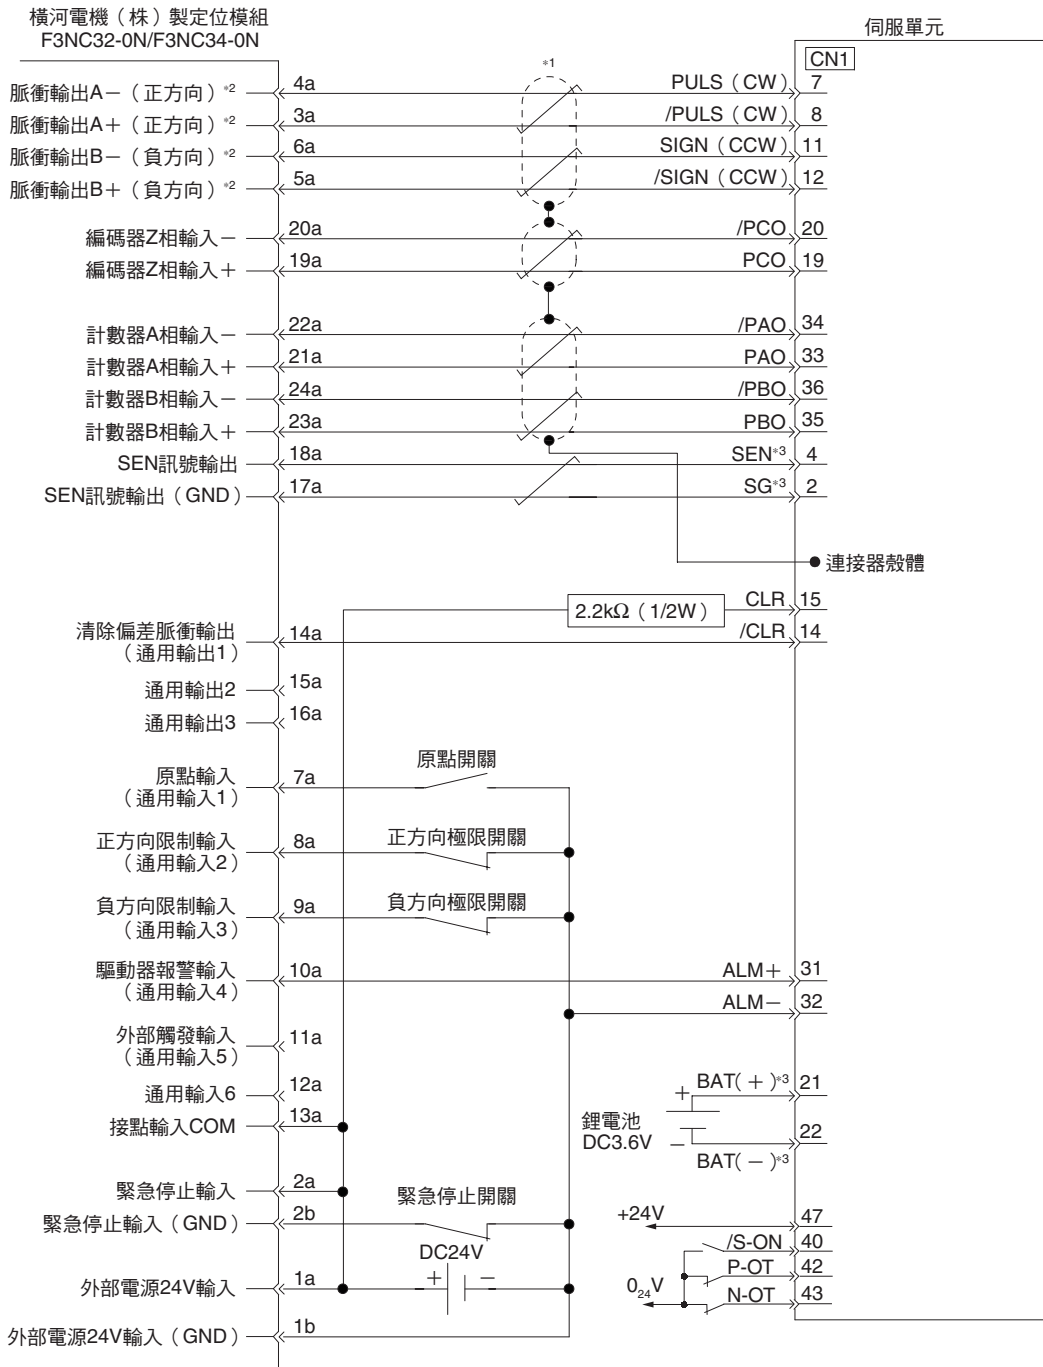 橫河電機（株）製定位模組
F3NC32-0N/F3NC34-0N
伺服單元
CN1
*1
脈衝輸出A－（正方向）*2 4a PULS（CW） 7
脈衝輸出A＋（正方向）*2 3a /PULS（CW） 8
脈衝輸出B－（負方向）*2 6a SIGN（CCW） 11
脈衝輸出B＋（負方向）*2 5a /SIGN（CCW） 12
編碼器Z相輸入－ 20a /PCO 20
編碼器Z相輸入＋ 19a PCO 19
計數器A相輸入－ 22a /PAO 34
計數器A相輸入＋ 21a PAO 33
計數器B相輸入－ 24a /PBO 36
計數器B相輸入＋ 23a PBO 35
SEN訊號輸出 18a SEN*3 4
SEN訊號輸出（GND） 17a SG*3 2
連接器殼體
2.2kΩ（1/2W） CLR 15
清除偏差脈衝輸出 14a /CLR 14
（通用輸出1）
通用輸出2 15a
通用輸出3 16a
原點開關
原點輸入 7a
（通用輸入1）
正方向限制輸入 8a 正方向極限開關
（通用輸入2）
負方向限制輸入 9a 負方向極限開關
（通用輸入3）
驅動器報警輸入 10a ALM＋ 31
（通用輸入4）
ALM－ 32
外部觸發輸入 11a
（通用輸入5）
通用輸入6 12a
BAT(＋)*3 21
接點輸入COM 13a
＋
鋰電池
DC3.6V
－
22
BAT(－)*3
緊急停止輸入 2a 緊急停止開關
緊急停止輸入（GND） 2b
+24V 47
/S-ON 40
DC24V
P-OT 42
外部電源24V輸入 1a ＋ －
0₂₄V N-OT 43
外部電源24V輸入（GND） 1b